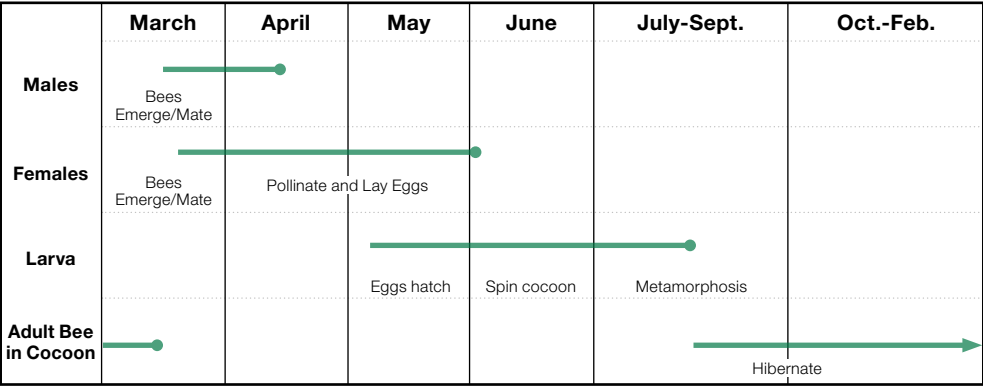 March April May June July-Sept. Oct.-Feb.
Males
Bees
Emerge/Mate
Females
Bees
Emerge/Mate
Pollinate and Lay Eggs
Larva
Eggs hatch Spin cocoon Metamorphosis
Adult Bee
in Cocoon
Hibernate